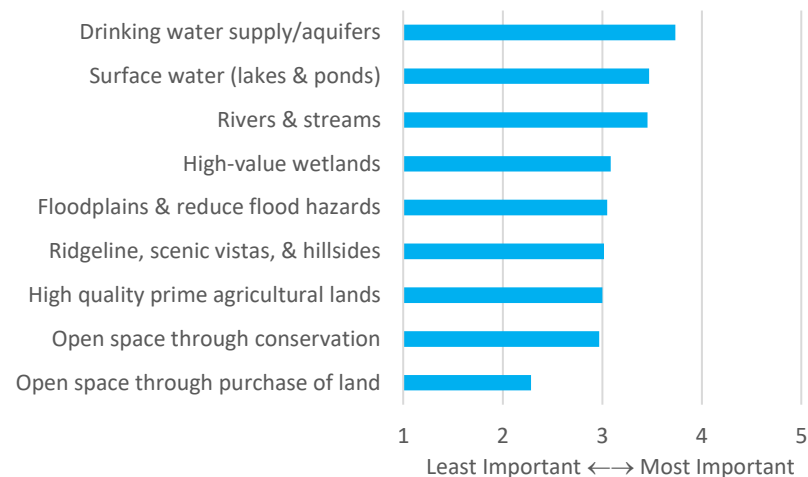 Drinking water supply/aquifers
Surface water (lakes & ponds)
Rivers & streams
High-value wetlands
Floodplains & reduce flood hazards
Ridgeline, scenic vistas, & hillsides
High quality prime agricultural lands
Open space through conservation
Open space through purchase of land
1 2 3 4 5
Least Important ←→ Most Important